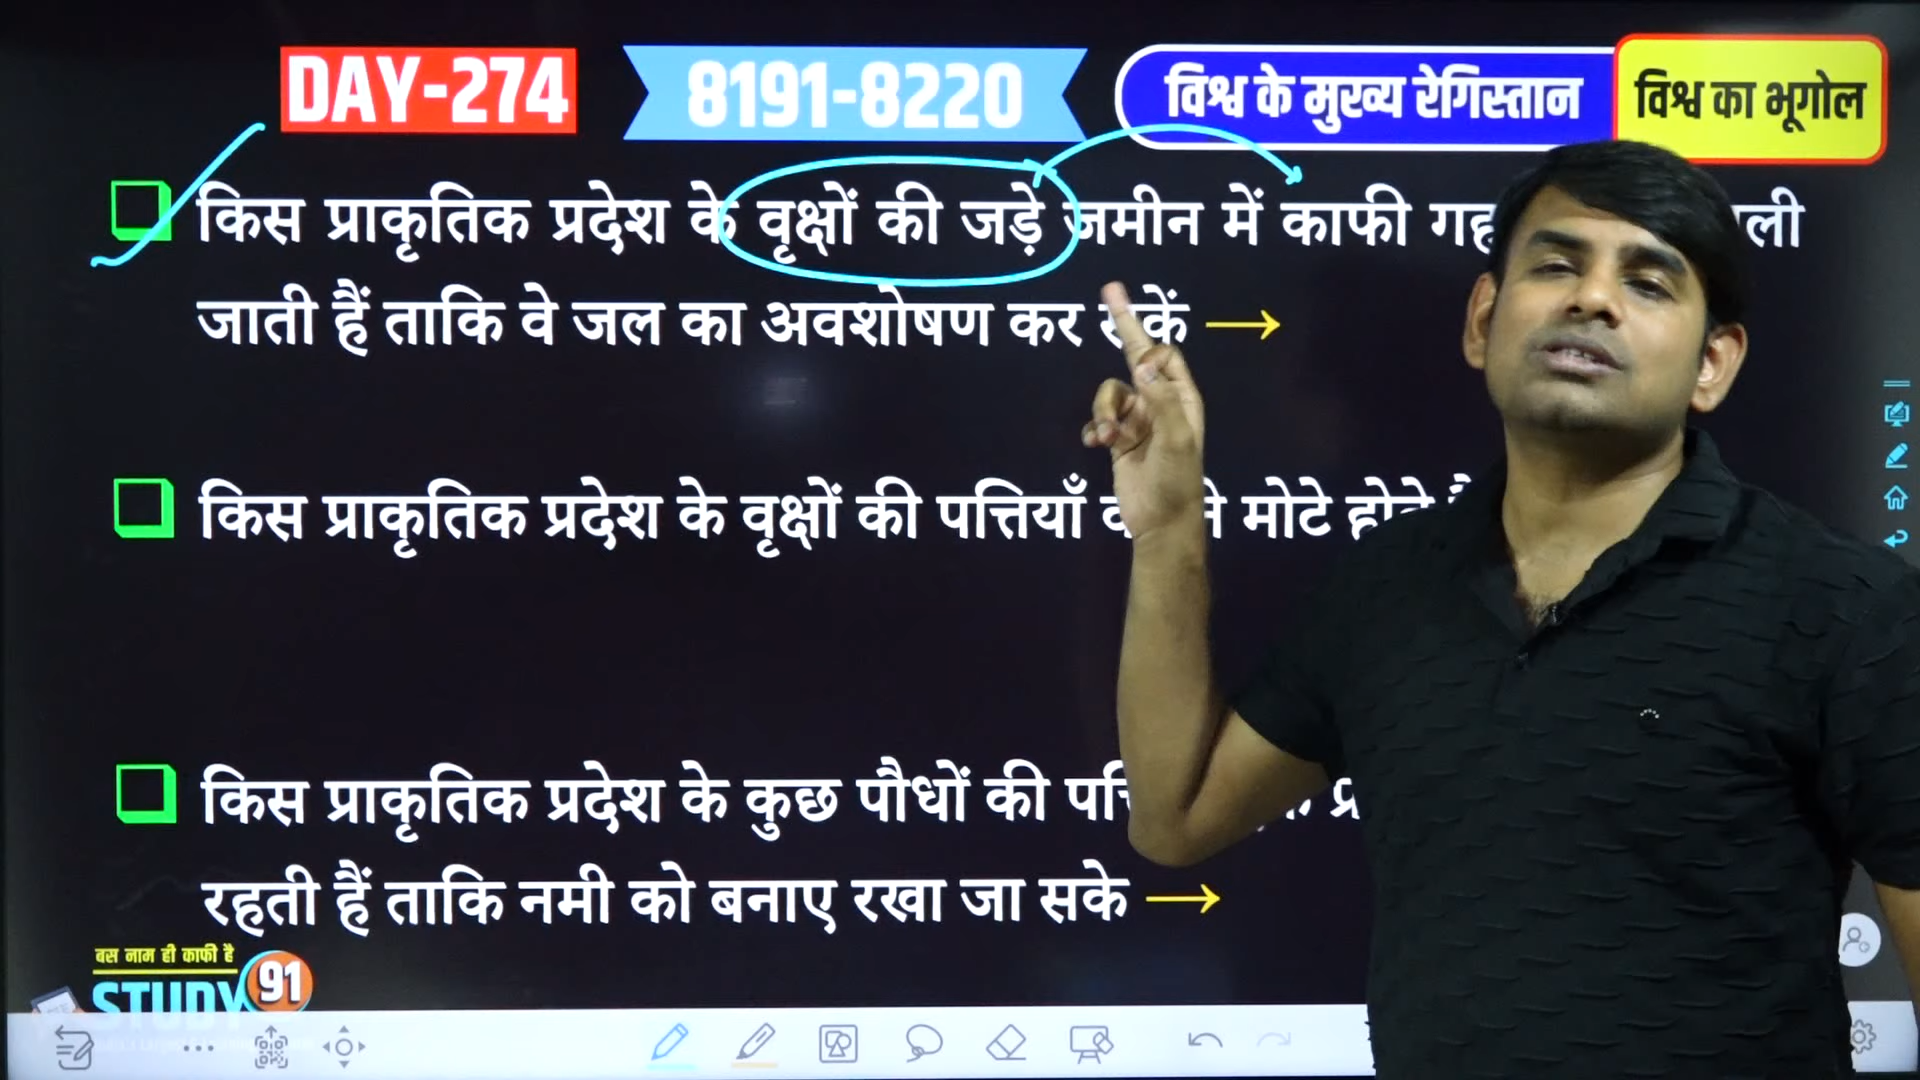 DAY-274
8191-8220
विश्व के मुख्य रेगिस्तान
विश्व का भूगोल
किस प्राकृतिक प्रदेश के वृक्षों की जड़े जमीन में काफी
जाती हैं ताकि वे जल का अवशोषण कर सकें →
किस प्राकृतिक प्रदेश के वृक्षों की पत्तियाँ मोटे होते
किस प्राकृतिक प्रदेश के कुछ पौधों की
रहती हैं ताकि नमी को बनाए रखा जा सके →
बस नाम ही काफी है
STUDY 91